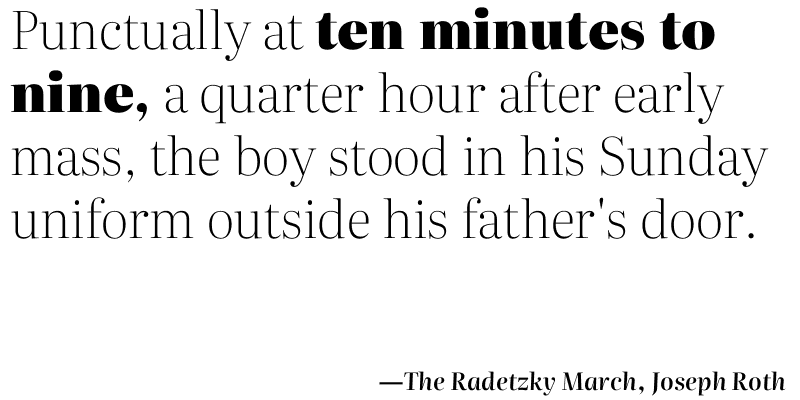 Punctually at ten minutes to
nine, a quarter hour after early
mass, the boy stood in his Sunday
uniform outside his father's door.
—The Radetzky March, Joseph Roth